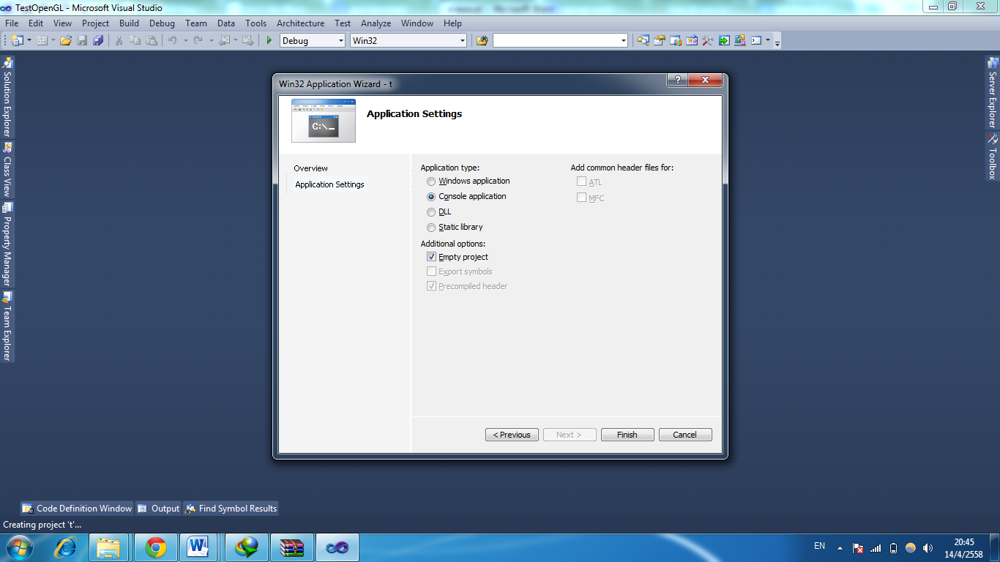 TestOpenGL - Microsoft Visual Studio
File Edit View Project Build Debug Team Data Tools Architecture Test Analyze Window Help
Debug Win32
Solution Explorer
Class View
Property Manager
Team Explorer
Server Explorer
Toolbox
Win32 Application Wizard - t
C:\_
Application Settings
Overview
Application Settings
Application type:
Windows application
Console application
DLL
Static library
Additional options:
Empty project
Export symbols
Precompiled header
Add common header files for:
ATL
MFC
< Previous Next > Finish Cancel
Code Definition Window Output Find Symbol Results
Creating project 't'...
EN
20:45
14/4/2558